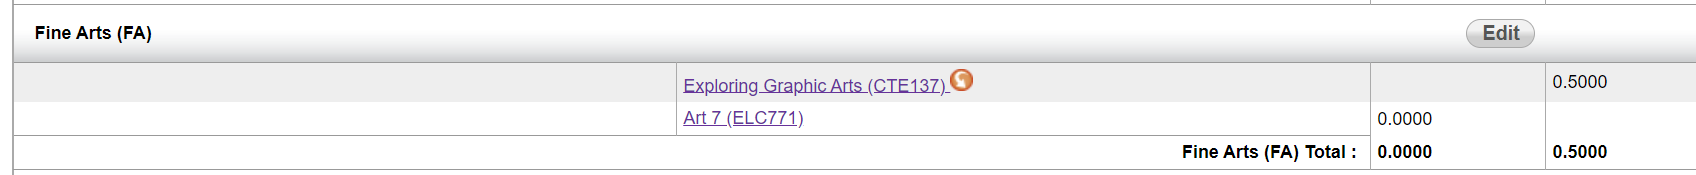 Fine Arts (FA) Edit
Exploring Graphic Arts (CTE137) 0.5000
Art 7 (ELC771) 0.0000
Fine Arts (FA) Total : 0.0000 0.5000